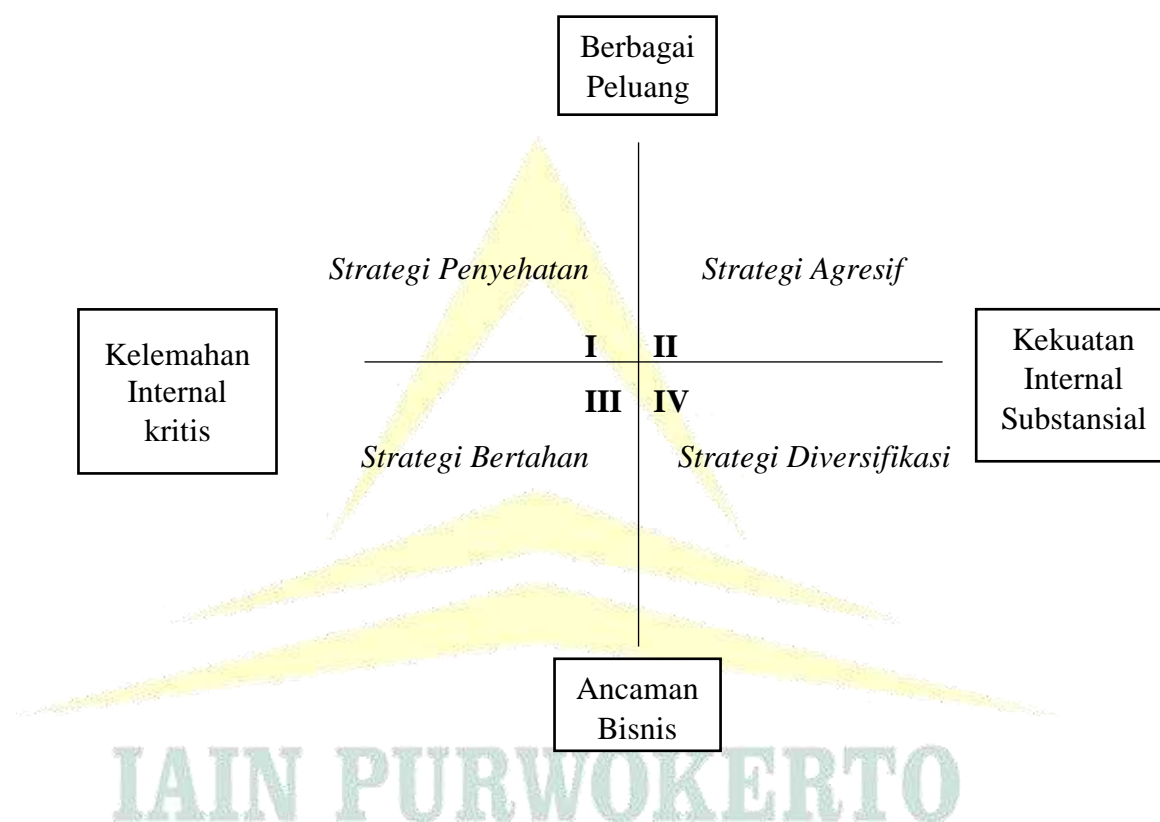 Berbagai
Peluang
Strategi Penyehatan
Strategi Agresif
Kelemahan
Internal
kritis
I
II
III
IV
Kekuatan
Internal
Substansial
Strategi Bertahan
Strategi Diversifikasi
Ancaman
Bisnis
IAIN PURWOKERTO